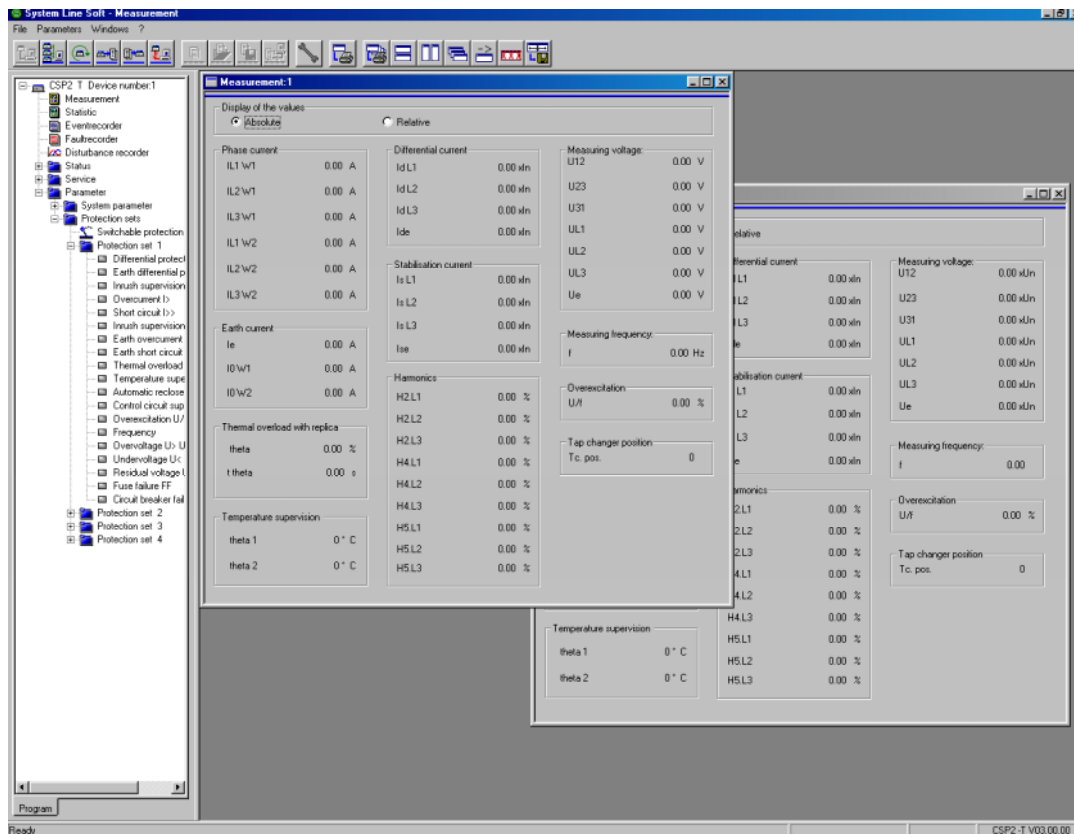 System Line Soft - Measurement
File Parameters Windows ?
CSP2 T Device number:1
Measurement
Statistic
Eventrecorder
Faultrecorder
Disturbance recorder
Status
Service
Parameter
System parameter
Protection sets
Switchable protection
Protection set 1
Differential protect
Earth differential p
Inrush supervision
Overcurrent I>
Short circuit I>>
Inrush supervision
Earth overcurrent
Earth short circuit
Thermal overload
Temperature supe
Automatic reclose
Control circuit sup
Overexcitation U/
Frequency
Overvoltage U> U
Undervoltage U<
Residual voltage U
Fuse failure FF
Circuit breaker fail
Protection set 2
Protection set 3
Protection set 4
Program
Measurement:1
Display of the values
Absolute Relative
Phase current
IL1 W1 0.00 A
IL2 W1 0.00 A
IL3 W1 0.00 A
IL1 W2 0.00 A
IL2 W2 0.00 A
IL3 W2 0.00 A
Earth current
Ie 0.00 A
I0 W1 0.00 A
I0 W2 0.00 A
Thermal overload with replica
theta 0.00 %
t theta 0.00 s
Temperature supervision
theta 1 0 ° C
theta 2 0 ° C
Differential current
Id L1 0.00 xIn
Id L2 0.00 xIn
Id L3 0.00 xIn
Ide 0.00 xIn
Stabilisation current
Is L1 0.00 xIn
Is L2 0.00 xIn
Is L3 0.00 xIn
Ise 0.00 xIn
Harmonics
H2.L1 0.00 %
H2.L2 0.00 %
H2.L3 0.00 %
H4.L1 0.00 %
H4.L2 0.00 %
H4.L3 0.00 %
H5.L1 0.00 %
H5.L2 0.00 %
H5.L3 0.00 %
Measuring voltage:
U12 0.00 V
U23 0.00 V
U31 0.00 V
UL1 0.00 V
UL2 0.00 V
UL3 0.00 V
Ue 0.00 V
Measuring frequency:
f 0.00 Hz
Overexcitation
U/f 0.00 %
Tap changer position
Tc. pos. 0
elative
fferential current
L1 0.00 xIn
L2 0.00 xIn
L3 0.00 xIn
e 0.00 xIn
abilisation current
L1 0.00 xIn
L2 0.00 xIn
L3 0.00 xIn
e 0.00 xIn
armonics
2.L1 0.00 %
2.L2 0.00 %
2.L3 0.00 %
4.L1 0.00 %
4.L2 0.00 %
H4.L3 0.00 %
H5.L1 0.00 %
H5.L2 0.00 %
H5.L3 0.00 %
Measuring voltage:
U12 0.00 xUn
U23 0.00 xUn
U31 0.00 xUn
UL1 0.00 xUn
UL2 0.00 xUn
UL3 0.00 xUn
Ue 0.00 xUn
Measuring frequency:
f 0.00
Overexcitation
U/f 0.00 %
Tap changer position
Tc. pos. 0
Temperature supervision
theta 1 0 ° C
theta 2 0 ° C
Ready
CSP2 -T V03.00.00